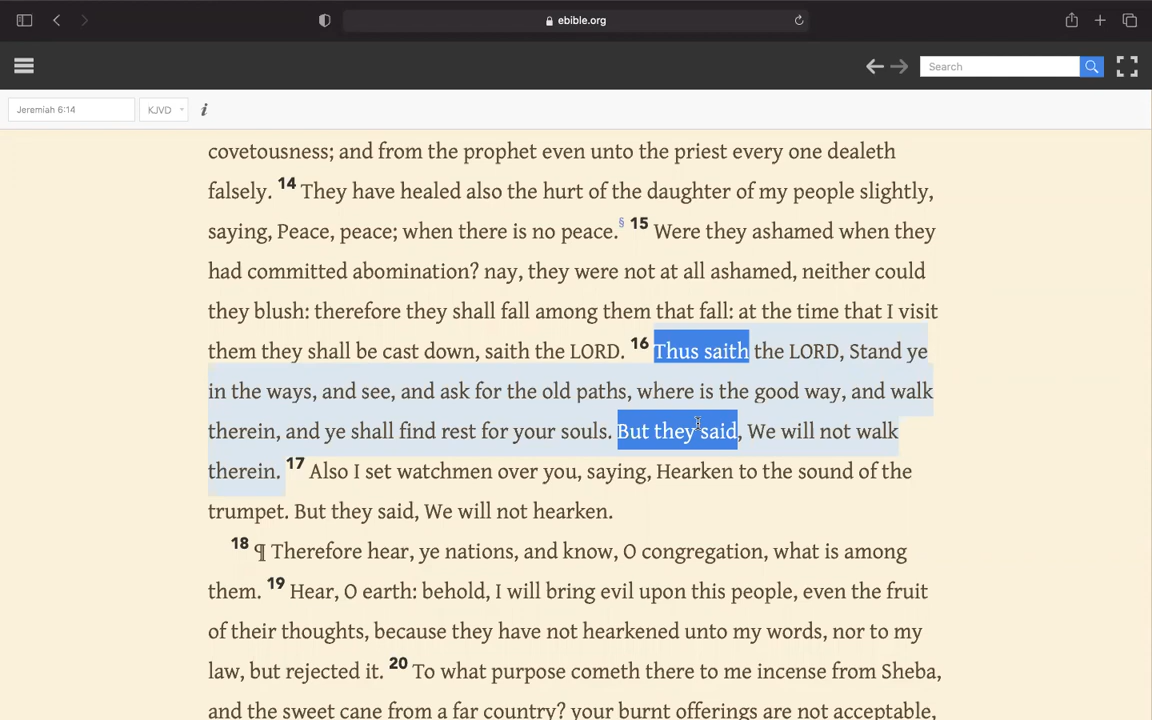 ebible.org
Search
Jeremiah 6:14 KJVD i
covetousness; and from the prophet even unto the priest every one dealeth
falsely. 14 They have healed also the hurt of the daughter of my people slightly,
saying, Peace, peace; when there is no peace.§ 15 Were they ashamed when they
had committed abomination? nay, they were not at all ashamed, neither could
they blush: therefore they shall fall among them that fall: at the time that I visit
them they shall be cast down, saith the LORD. 16 Thus saith the LORD, Stand ye
in the ways, and see, and ask for the old paths, where is the good way, and walk
therein, and ye shall find rest for your souls. But they said, We will not walk
therein. 17 Also I set watchmen over you, saying, Hearken to the sound of the
trumpet. But they said, We will not hearken.
18 ¶ Therefore hear, ye nations, and know, O congregation, what is among
them. 19 Hear, O earth: behold, I will bring evil upon this people, even the fruit
of their thoughts, because they have not hearkened unto my words, nor to my
law, but rejected it. 20 To what purpose cometh there to me incense from Sheba,
and the sweet cane from a far country? your burnt offerings are not acceptable,